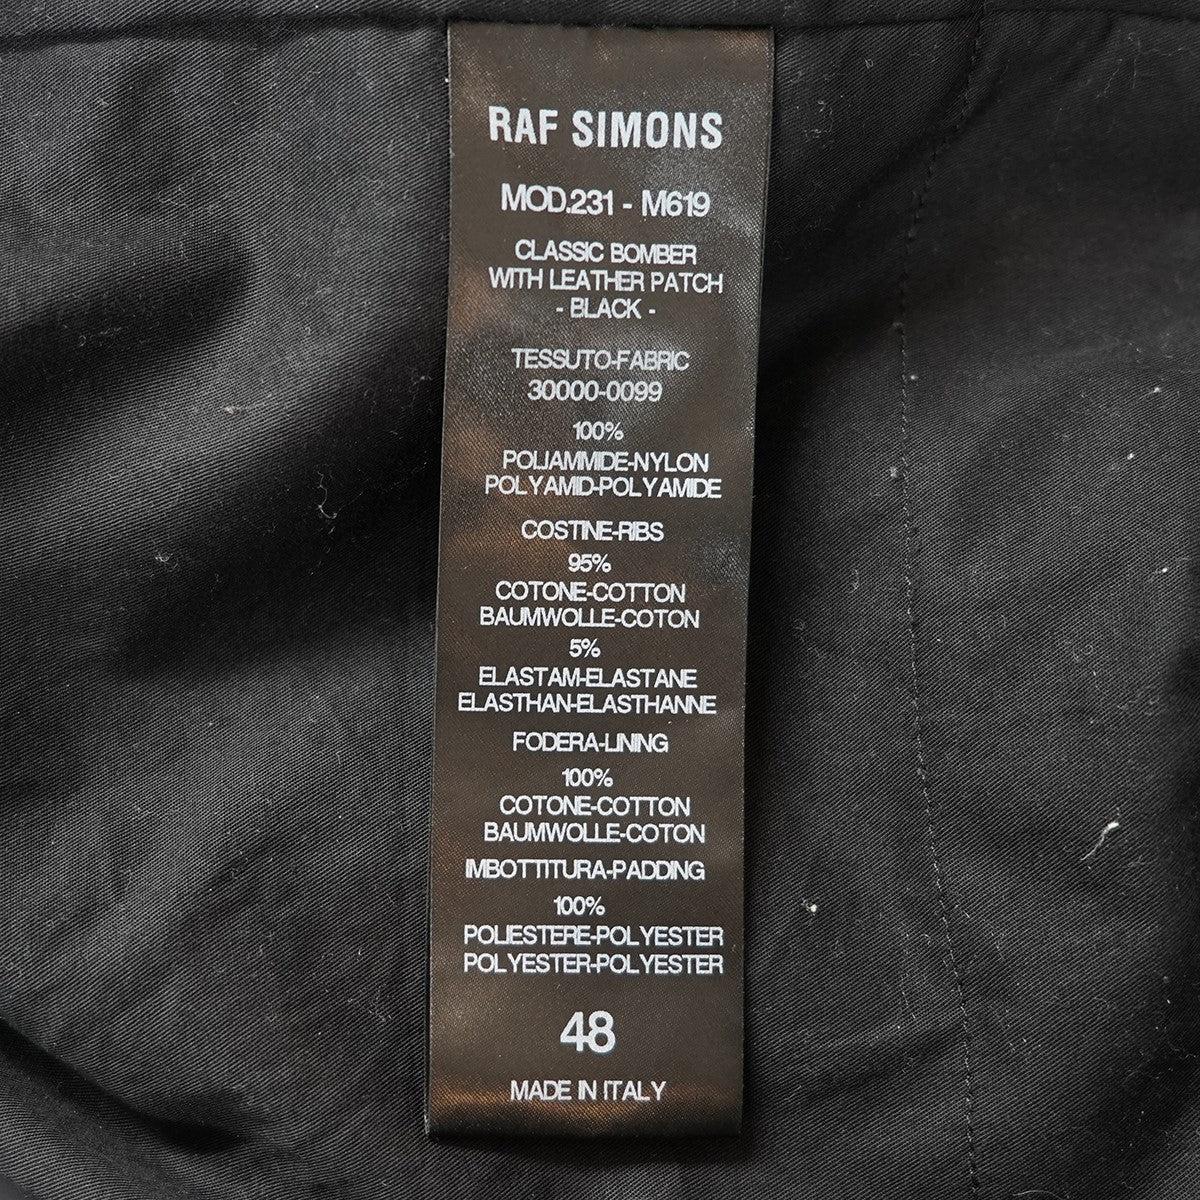 RAF SIMONS
MOD.231 - M619
CLASSIC BOMBER
WITH LEATHER PATCH
- BLACK -
TESSUTO-FABRIC
30000-0099
100%
POLIAMMIDE-NYLON
POLYAMID-POLYAMIDE
COSTINE-RIBS
95%
COTONE-COTTON
BAUMWOLLE-COTON
5%
ELASTAM-ELASTANE
ELASTHAN-ELASTHANNE
FODERA-LINING
100%
COTONE-COTTON
BAUMWOLLE-COTON
IMBOTTITURA-PADDING
100%
POLIESTERE-POLYESTER
POLYESTER-POLYESTER
48
MADE IN ITALY